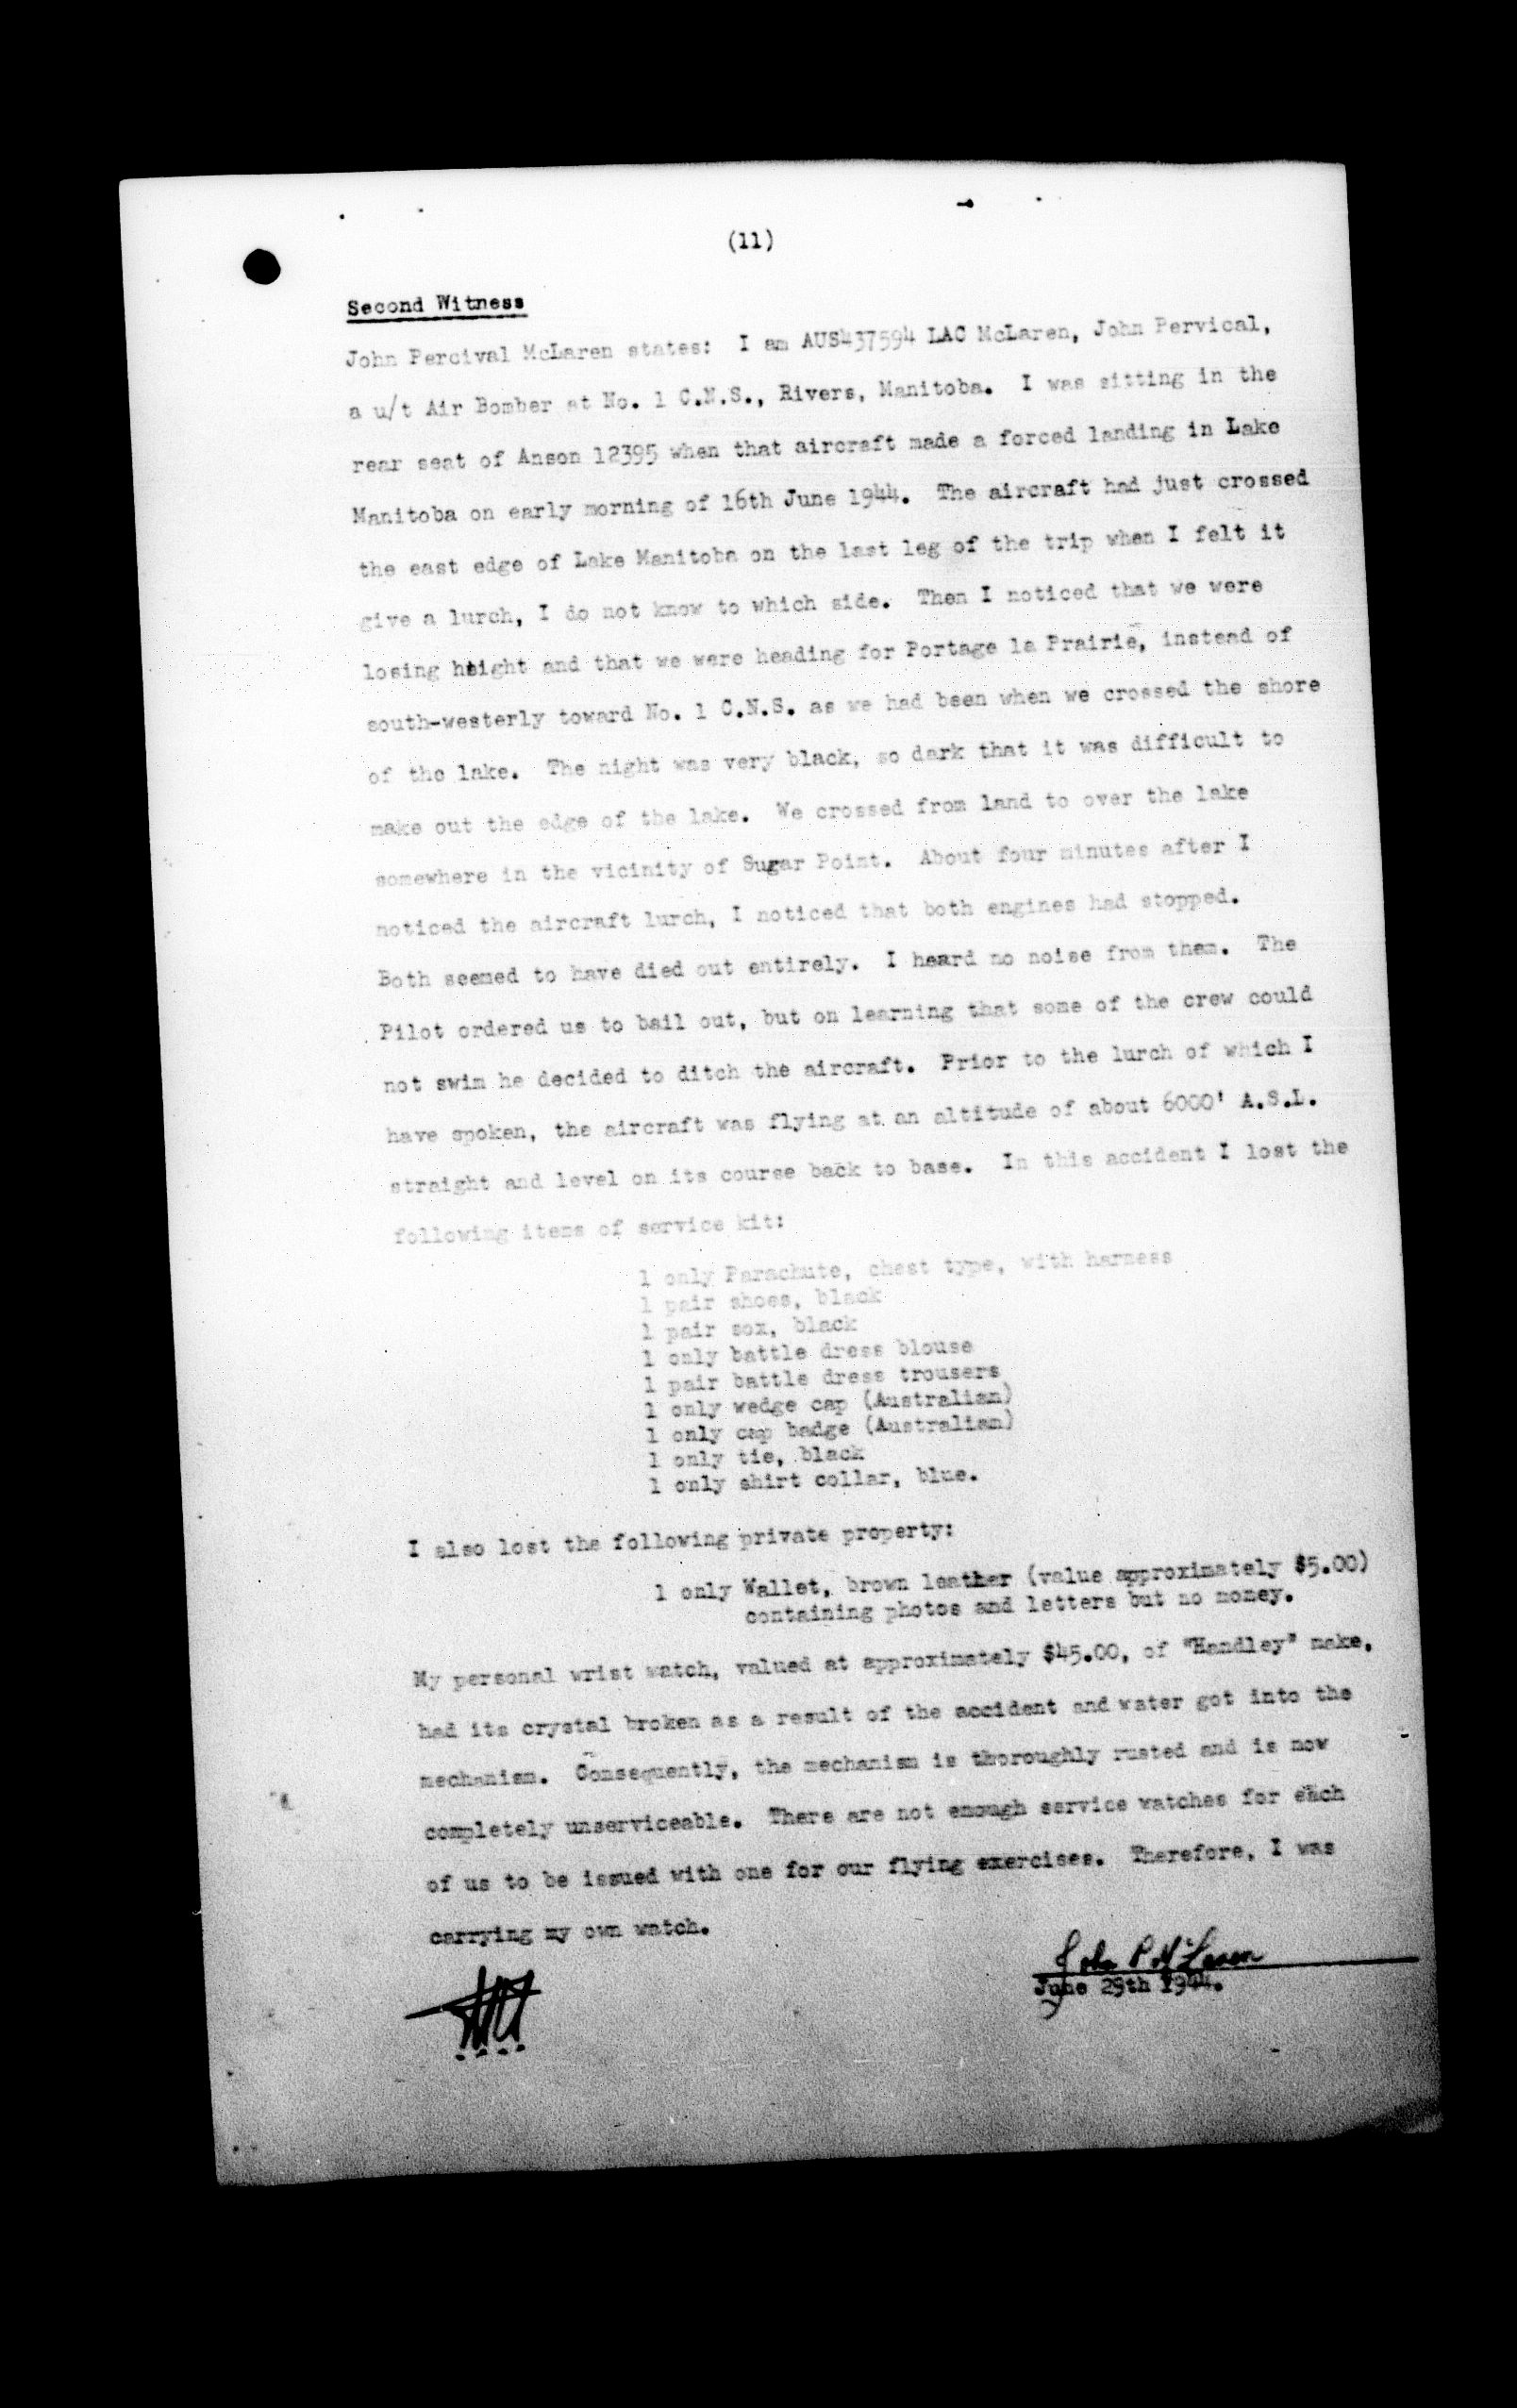 (11)
Second Witness
John Percival McLaren states: I am AUS437594 LAC McLaren, John Pervical,
a u/t Air Bomber at No. 1 C.N.S., Rivers, Manitoba. I was sitting in the
rear seat of Anson 12395 when that aircraft made a forced landing in Lake
Manitoba on early morning of 16th June 1944. The aircraft had just crossed
the east edge of Lake Manitoba on the last leg of the trip when I felt it
give a lurch, I do not know to which side. Then I noticed that we were
losing height and that we were heading for Portage la Prairie, instead of
south-westerly toward No. 1 C.N.S. as we had been when we crossed the shore
of the lake. The night was very black, so dark that it was difficult to
make out the edge of the lake. We crossed from land to over the lake
somewhere in the vicinity of Sugar Point. About four minutes after I
noticed the aircraft lurch, I noticed that both engines had stopped.
Both seemed to have died out entirely. I heard no noise from them. The
Pilot ordered us to bail out, but on learning that some of the crew could
not swim he decided to ditch the aircraft. Prior to the lurch of which I
have spoken, the aircraft was flying at an altitude of about 6000' A.S.L.
straight and level on its course back to base. In this accident I lost the
following items of service kit:
1 only Parachute, chest type, with harness
1 pair shoes, black
1 pair sox, black
1 only battle dress blouse
1 pair battle dress trousers
1 only wedge cap (Australian)
1 only cap badge (Australian)
1 only tie, black
1 only shirt collar, blue.
I also lost the following private property:
1 only Wallet, brown leather (value approximately $5.00)
containing photos and letters but no money.
My personal wrist watch, valued at approximately $45.00, of "Handley" make,
had its crystal broken as a result of the accident and water got into the
mechanism. Consequently, the mechanism is thoroughly rusted and is now
completely unserviceable. There are not enough service watches for each
of us to be issued with one for our flying exercises. Therefore, I was
carrying my own watch.
John P McLaren
June 29th 1944.